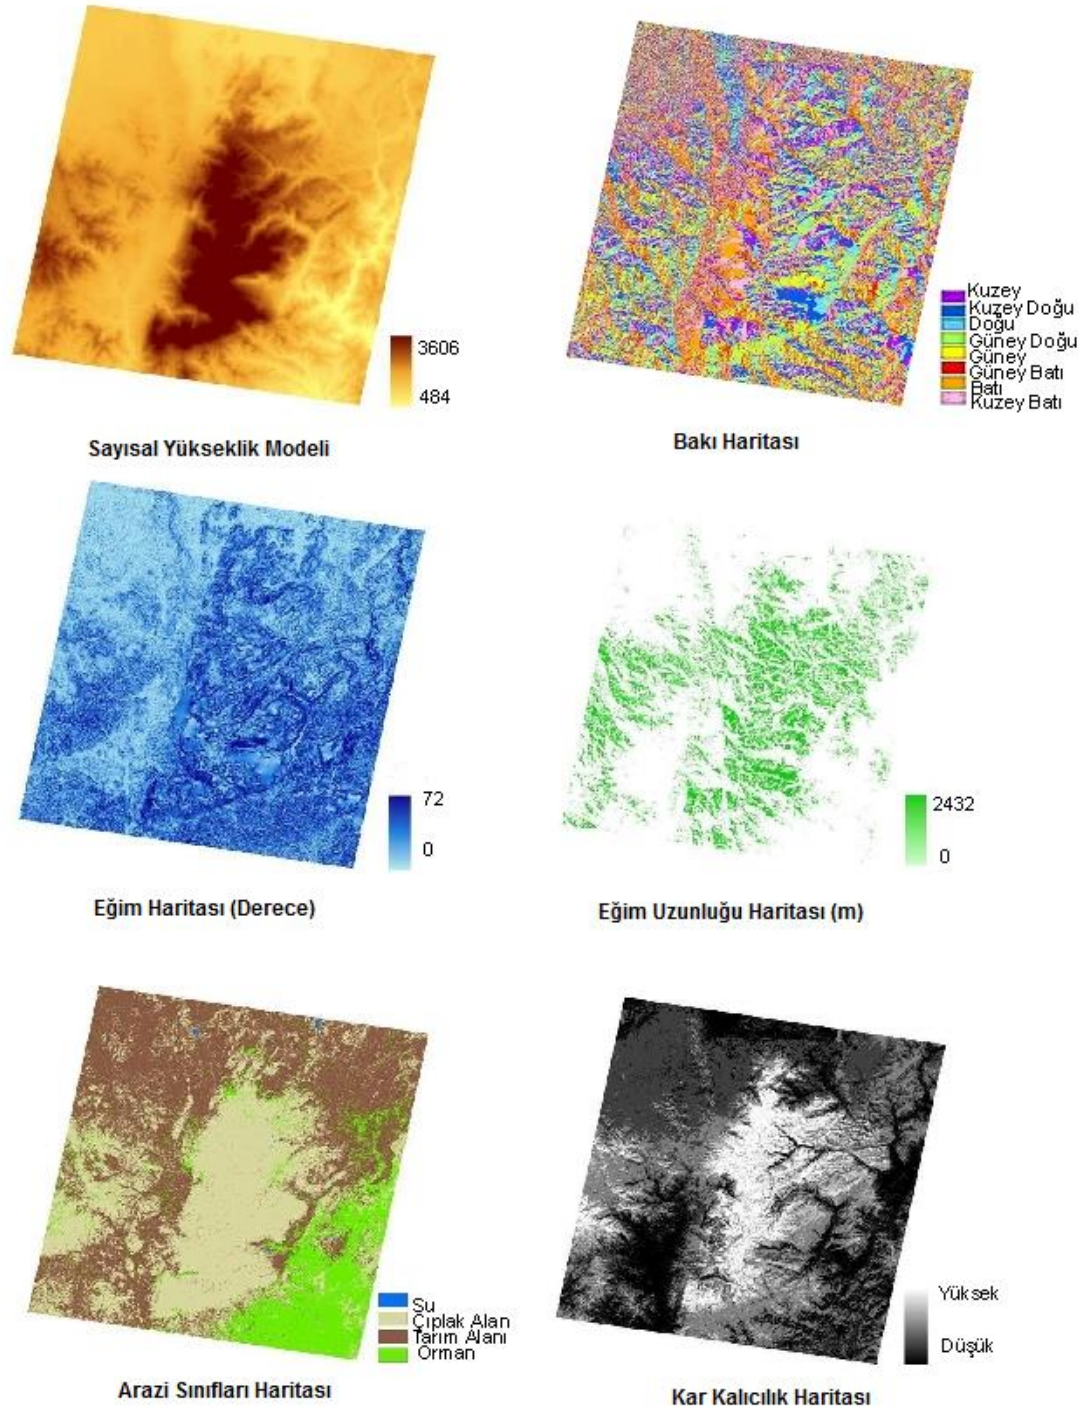 3606
484
Sayısal Yükseklik Modeli
Kuzey
Kuzey Doğu
Doğu
Güney Doğu
Güney
Güney Batı
Batı
Kuzey Batı
Bakı Haritası
72
0
Eğim Haritası (Derece)
2432
0
Eğim Uzunluğu Haritası (m)
Su
Çıplak Alan
Tarım Alanı
Orman
Arazi Sınıfları Haritası
Yüksek
Düşük
Kar Kalıcılık Haritası